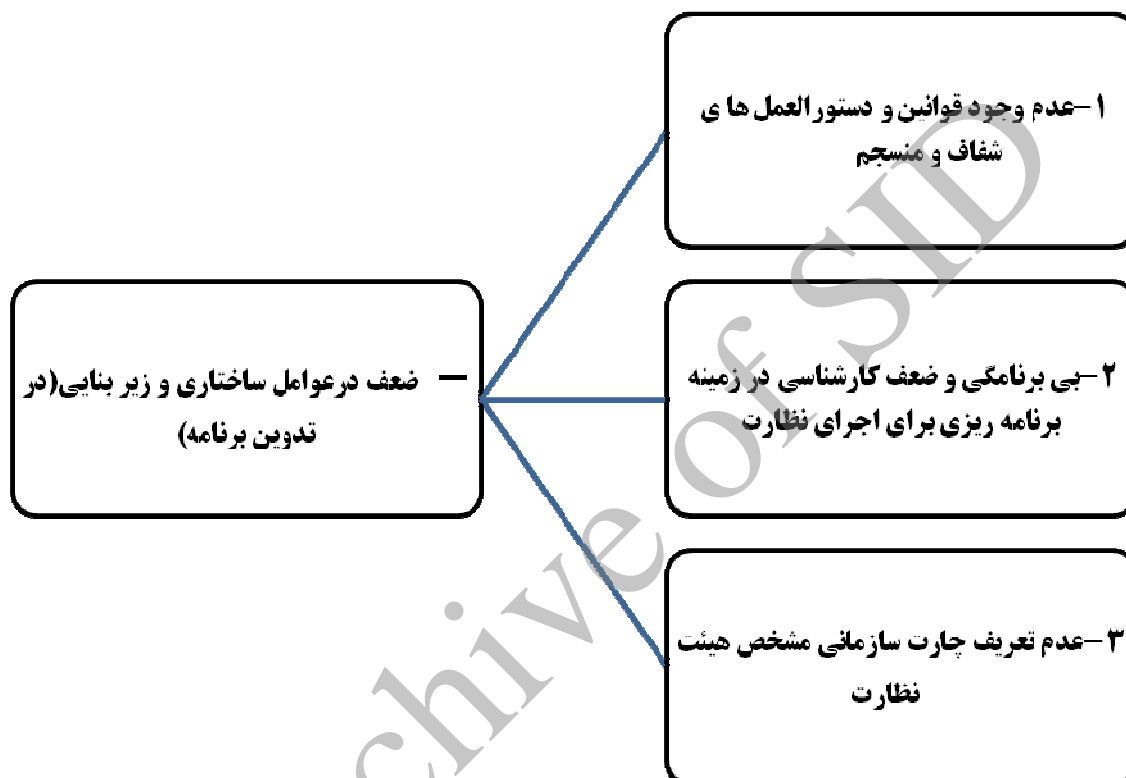 ۱-عدم وجود قوانین و دستورالعمل ها ی
شفاف و منسجم
— ضعف درعوامل ساختاری و زیر بنایی(در
تدوین برنامه)
۲-بی برنامگی و ضعف کارشناسی در زمینه
برنامه ریزی برای اجرای نظارت
۳-عدم تعریف چارت سازمانی مشخص هیئت
نظارت
chive of SID